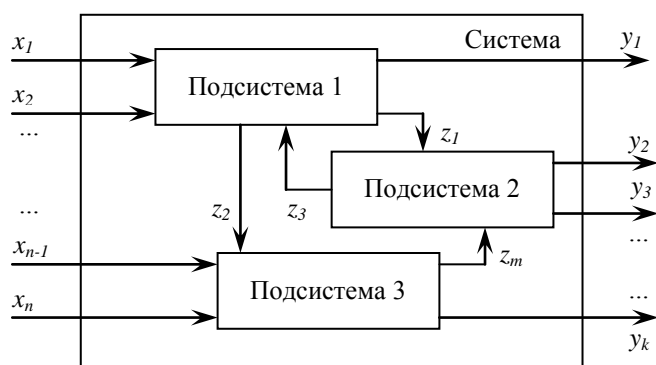 x1
Система
y1
Подсистема 1
x2
...
z1
y2
Подсистема 2
y3
...
z2
z3
...
xn-1
zm
Подсистема 3
...
xn
yk